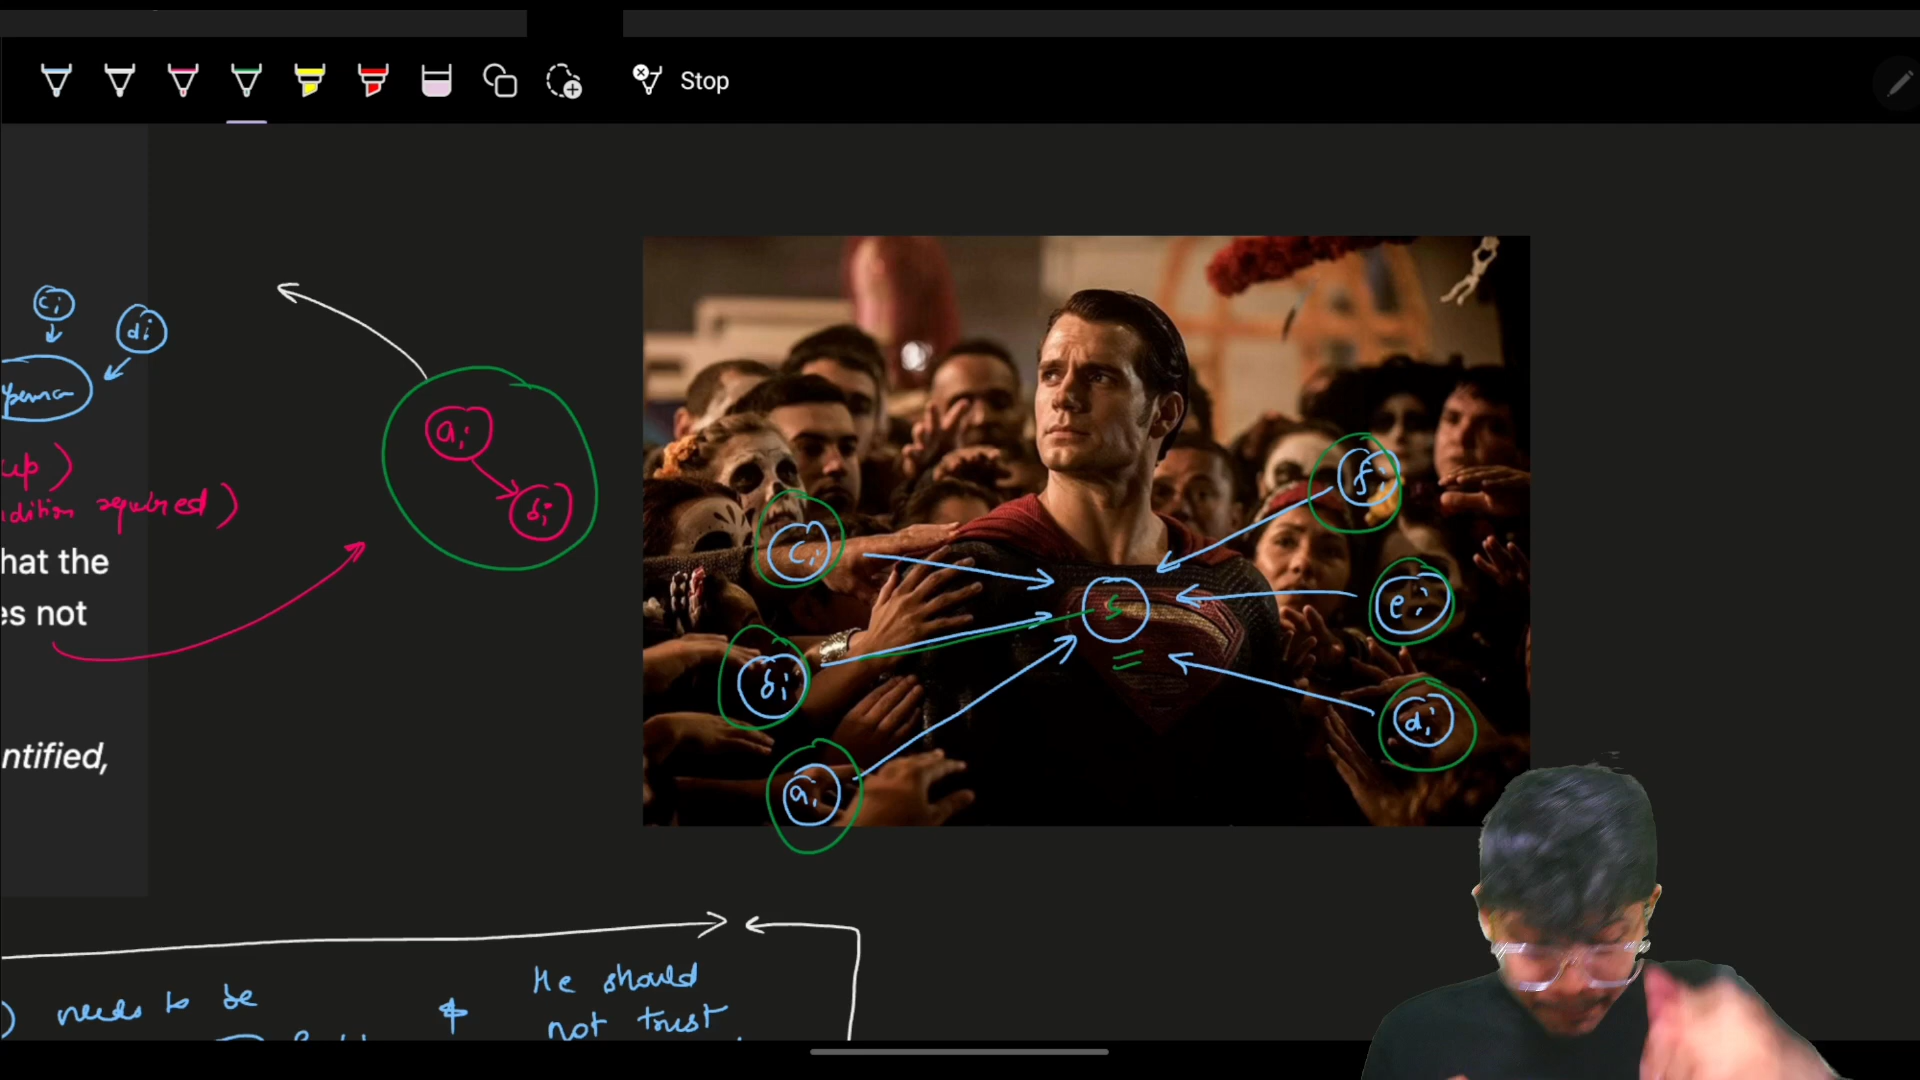 Stop
ci
di
ai
bi
up )
dition required )
hat the
es not
ntified,
fi
ci
s
ei
bi
di
ai
) needs to be
&
He should
not trust